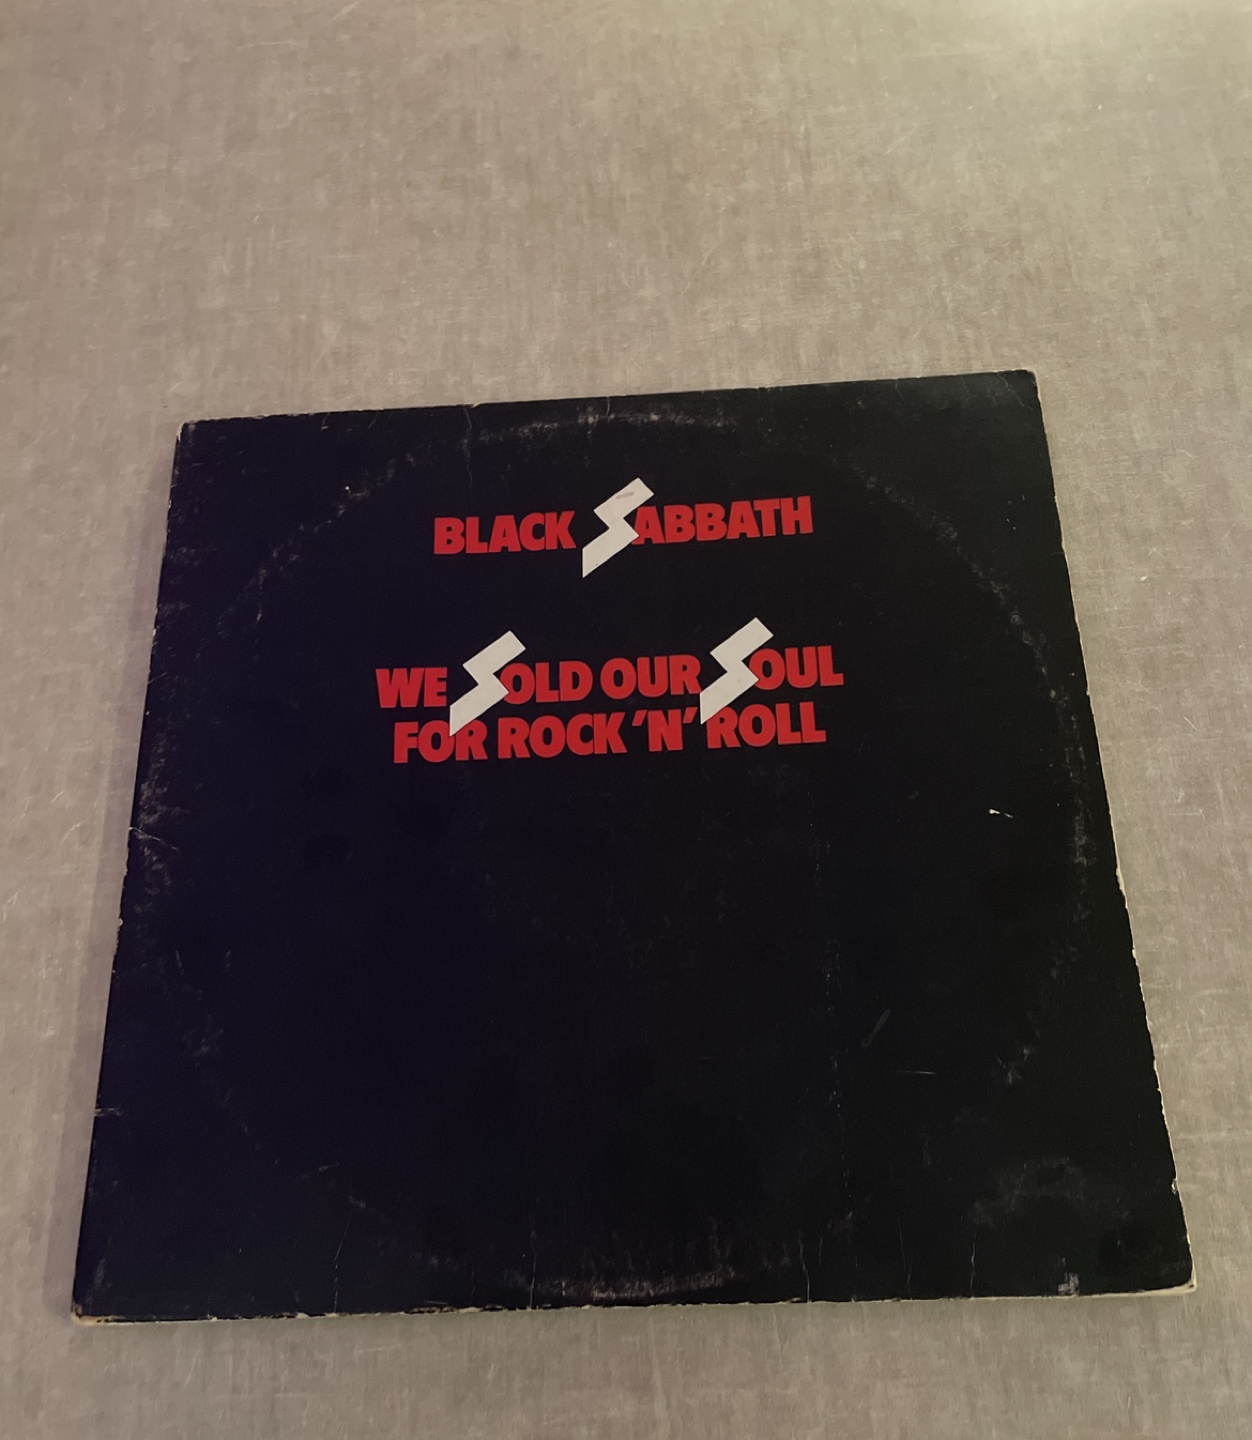 BLACK SABBATH
WE SOLD OUR SOUL
FOR ROCK 'N' ROLL